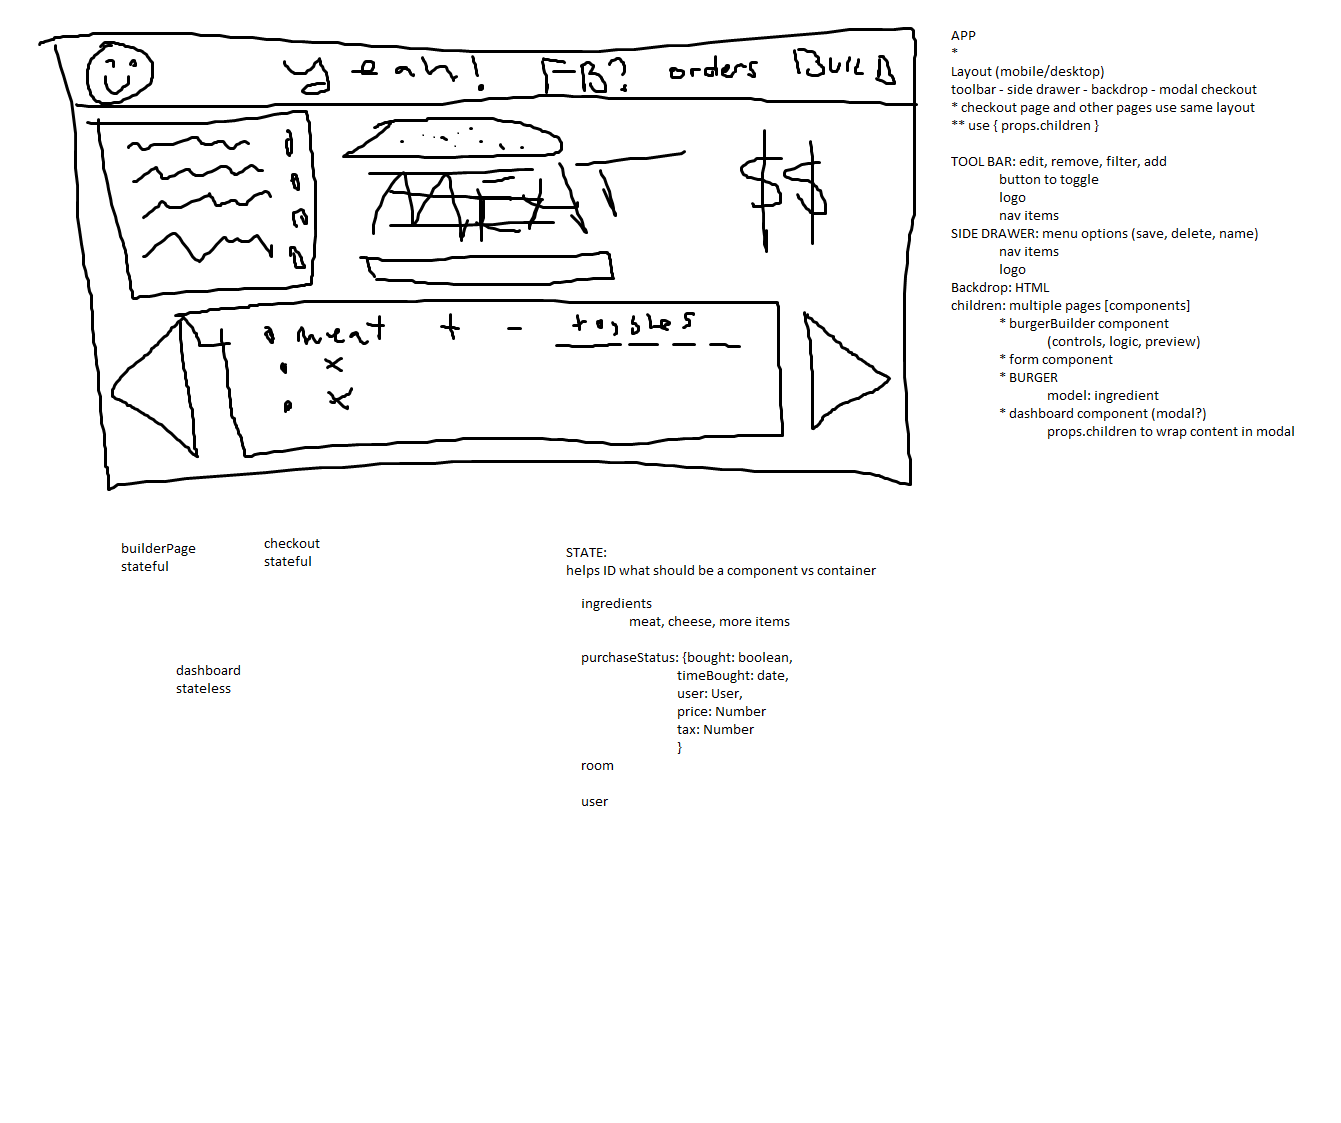 Yeah! FB? orders BUILD
$$
meat + - toggles
x
x
APP
*
Layout (mobile/desktop)
toolbar - side drawer - backdrop - modal checkout
* checkout page and other pages use same layout
** use { props.children }
TOOL BAR: edit, remove, filter, add
button to toggle
logo
nav items
SIDE DRAWER: menu options (save, delete, name)
nav items
logo
Backdrop: HTML
children: multiple pages [components]
* burgerBuilder component
(controls, logic, preview)
* form component
* BURGER
model: ingredient
* dashboard component (modal?)
props.children to wrap content in modal
builderPage
stateful
checkout
stateful
dashboard
stateless
STATE:
helps ID what should be a component vs container
ingredients
meat, cheese, more items
purchaseStatus: {bought: boolean,
timeBought: date,
user: User,
price: Number
tax: Number
}
room
user